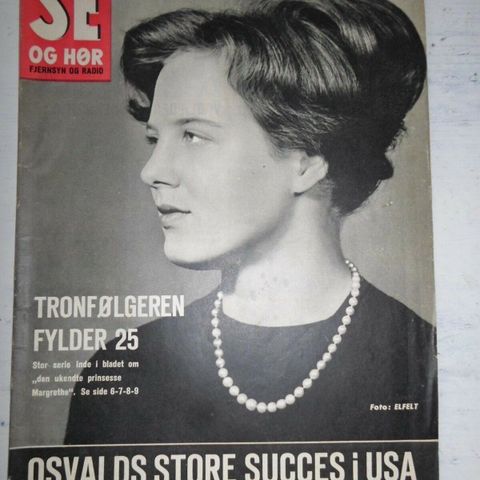 SE
OG HØR
FJERNSYN OG RADIO
TRONFØLGEREN
FYLDER 25
Stor serie inde i bladet om
„den ukendte prinsesse
Margrethe". Se side 6-7-8-9
Foto: ELFELT
OSVALDS STORE SUCCES i USA